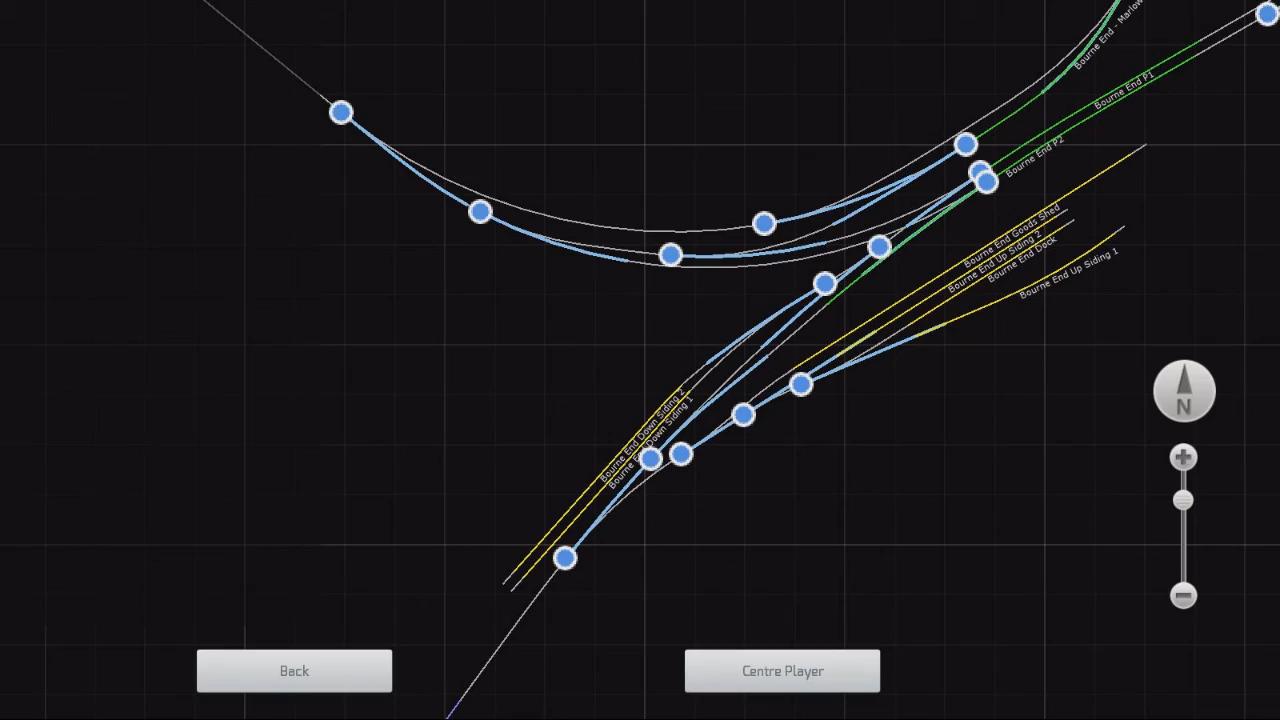 Bourne End - Marlow
Bourne End P1
Bourne End P2
Bourne End Goods Shed
Bourne End Up Siding 2
Bourne End Dock
Bourne End Up Siding 1
Bourne End Down Siding 2
Bourne End Down Siding 1
N
Back
Centre Player